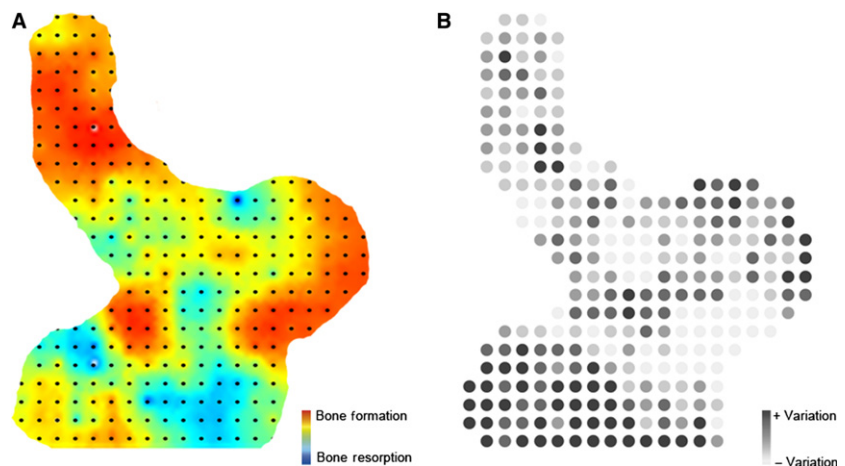 A
B
Bone formation
Bone resorption
+ Variation
– Variation